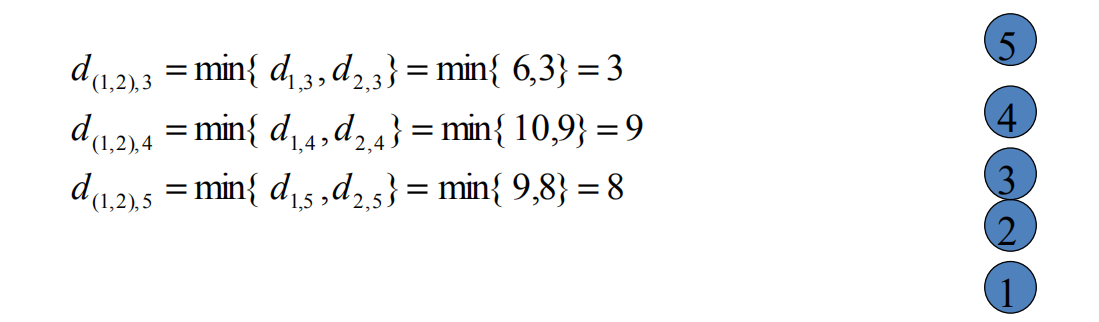 d(1,2),3 = min{ d1,3, d2,3} = min{ 6,3} = 3
d(1,2),4 = min{ d1,4, d2,4 } = min{ 10,9} = 9
d(1,2),5 = min{ d1,5 ,d2,5} = min{ 9,8} = 8
5
4
3
2
1